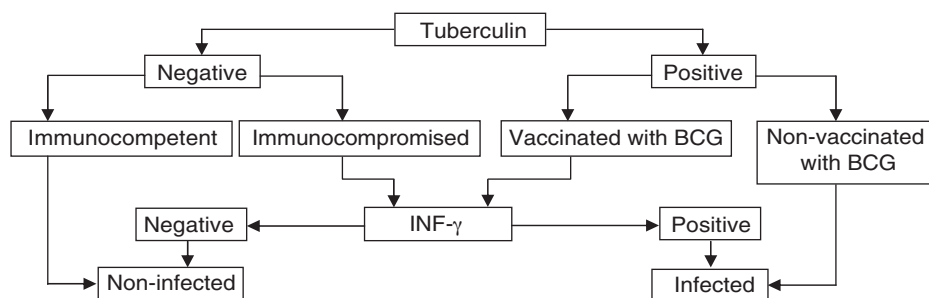 Tuberculin
Negative
Positive
Immunocompetent
Immunocompromised
Vaccinated with BCG
Non-vaccinated
with BCG
Negative
INF-γ
Positive
Non-infected
Infected